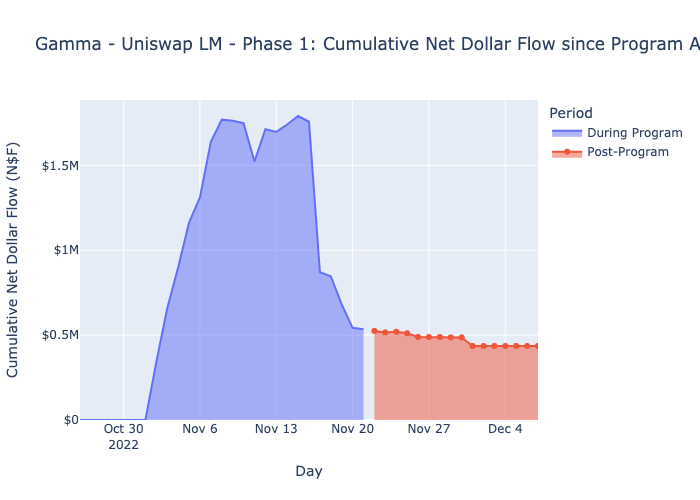 Gamma - Uniswap LM - Phase 1: Cumulative Net Dollar Flow since Program A
Cumulative Net Dollar Flow (N$F)
$1.5M
$1M
$0.5M
$0
Oct 30
2022
Nov 6
Nov 13
Nov 20
Nov 27
Dec 4
Day
Period
During Program
Post-Program